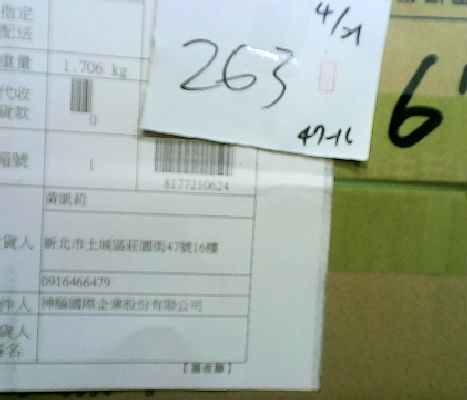 4/21
263
47-16
6
指定
配送
重量 1.706 kg
代收
貨款 0
箱號 1
8177210624
黃凱莉
貨人 新北市土城區莊園街47號16樓
0916466479
件人 神腦國際企業股份有限公司
貨人
簽名
【簽收聯】